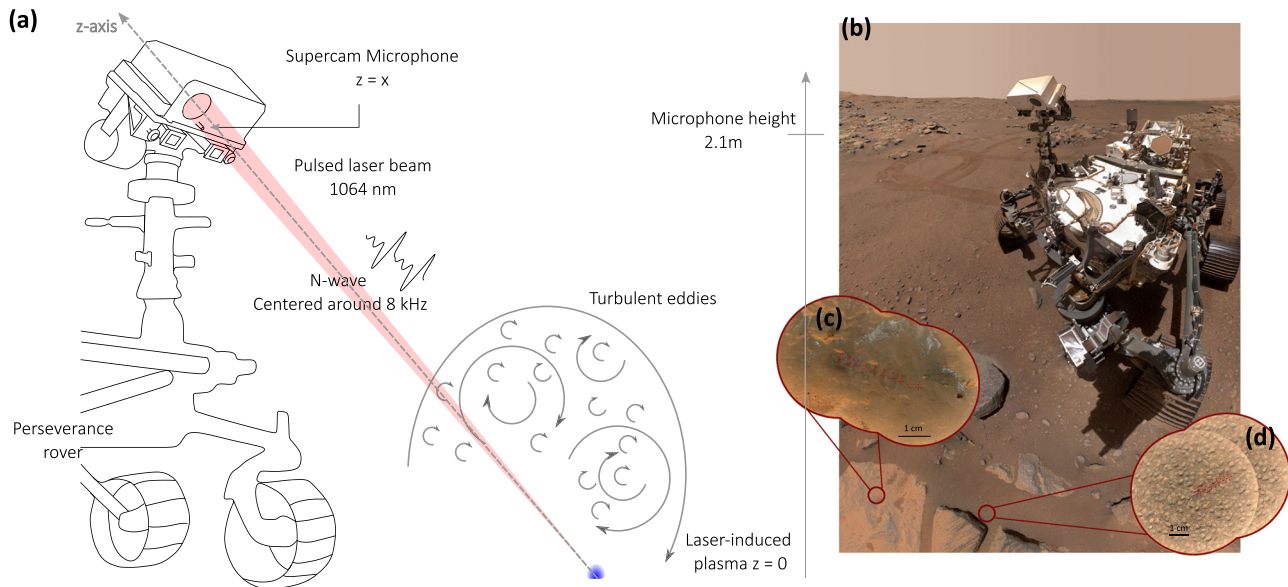 (a)
z-axis
Supercam Microphone
z = x
Pulsed laser beam
1064 nm
N-wave
Centered around 8 kHz
Turbulent eddies
Perseverance
rover
Laser-induced
plasma z = 0
Microphone height
2.1m
(b)
(c)
1 cm
(d)
1 cm